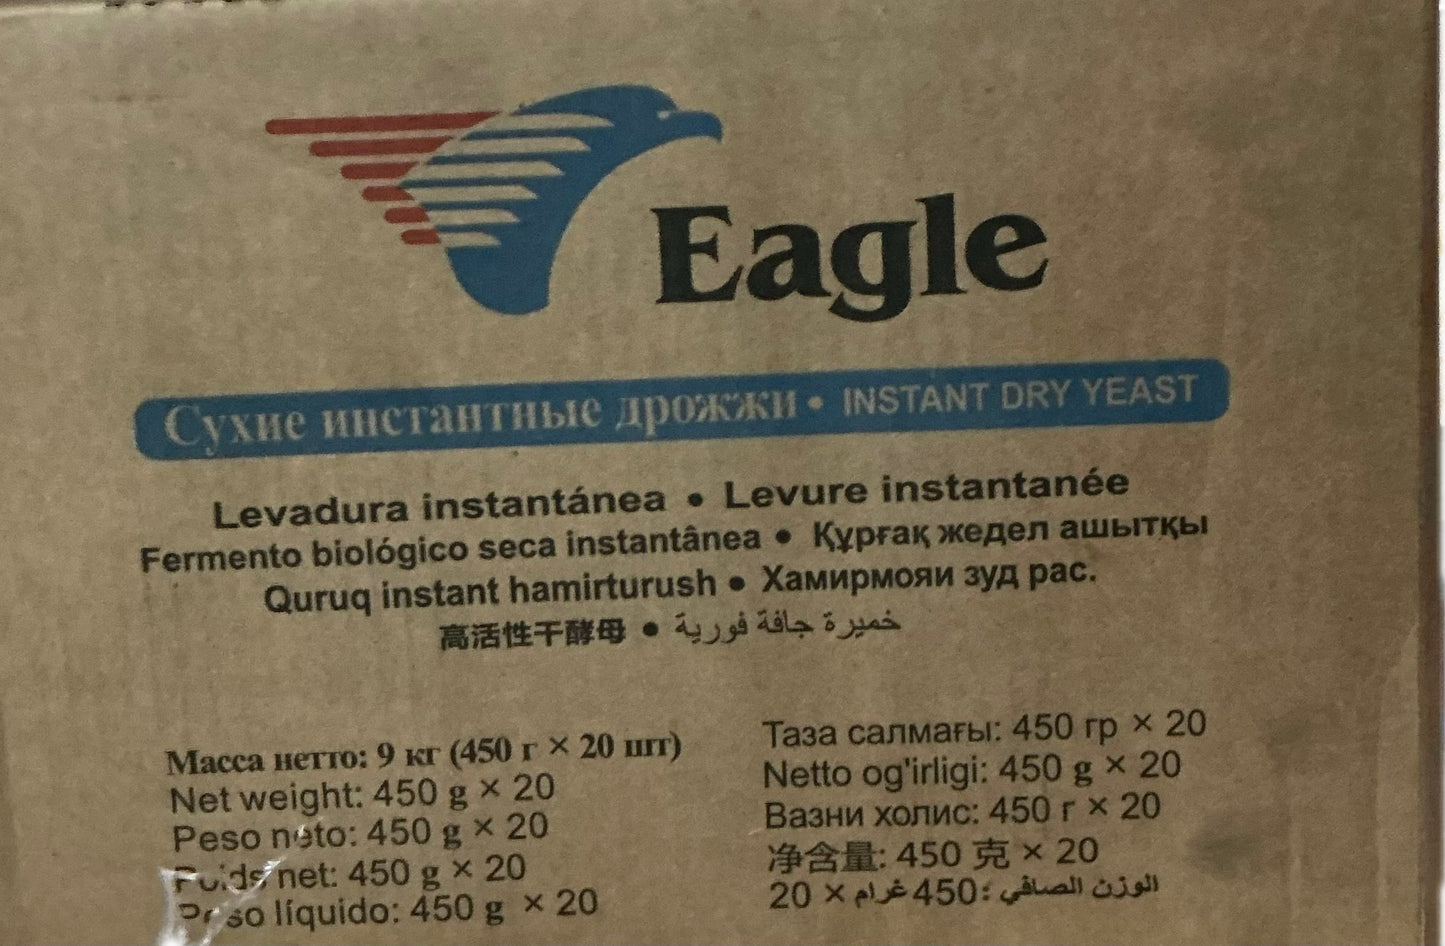 Eagle
Сухие инстантные дрожжи • INSTANT DRY YEAST
Levadura instantánea • Levure instantanée
Fermento biológico seca instantânea • Құрғақ жедел ашытқы
Quruq instant hamirturush • Хамирмояи зуд рас.
高活性干酵母 • خميرة جافة فورية
Масса нетто: 9 кг (450 г × 20 шт)
Net weight: 450 g × 20
Peso neto: 450 g × 20
Poids net: 450 g × 20
Peso líquido: 450 g × 20
Таза салмағы: 450 гр × 20
Netto og'irligi: 450 g × 20
Вазни холис: 450 г × 20
净含量: 450 克 × 20
الوزن الصافي: 450 غرام × 20